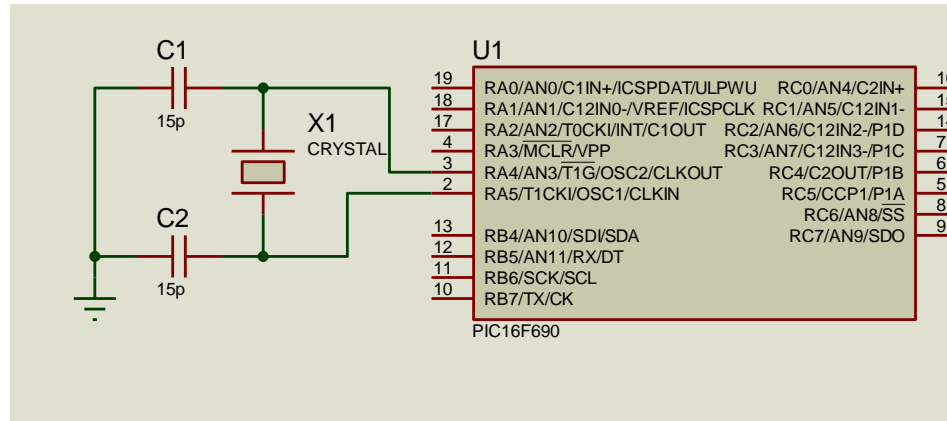 C1
15p
X1
CRYSTAL
C2
15p
U1
19 RA0/AN0/C1IN+/ICSPDAT/ULPWU RC0/AN4/C2IN+
18 RA1/AN1/C12IN0-/VREF/ICSPCLK RC1/AN5/C12IN1-
17 RA2/AN2/T0CKI/INT/C1OUT RC2/AN6/C12IN2-/P1D
4 RA3/MCLR/VPP RC3/AN7/C12IN3-/P1C 7
3 RA4/AN3/T1G/OSC2/CLKOUT RC4/C2OUT/P1B 6
2 RA5/T1CKI/OSC1/CLKIN RC5/CCP1/P1A 5
RC6/AN8/SS 8
13 RB4/AN10/SDI/SDA RC7/AN9/SDO 9
12 RB5/AN11/RX/DT
11 RB6/SCK/SCL
10 RB7/TX/CK
PIC16F690